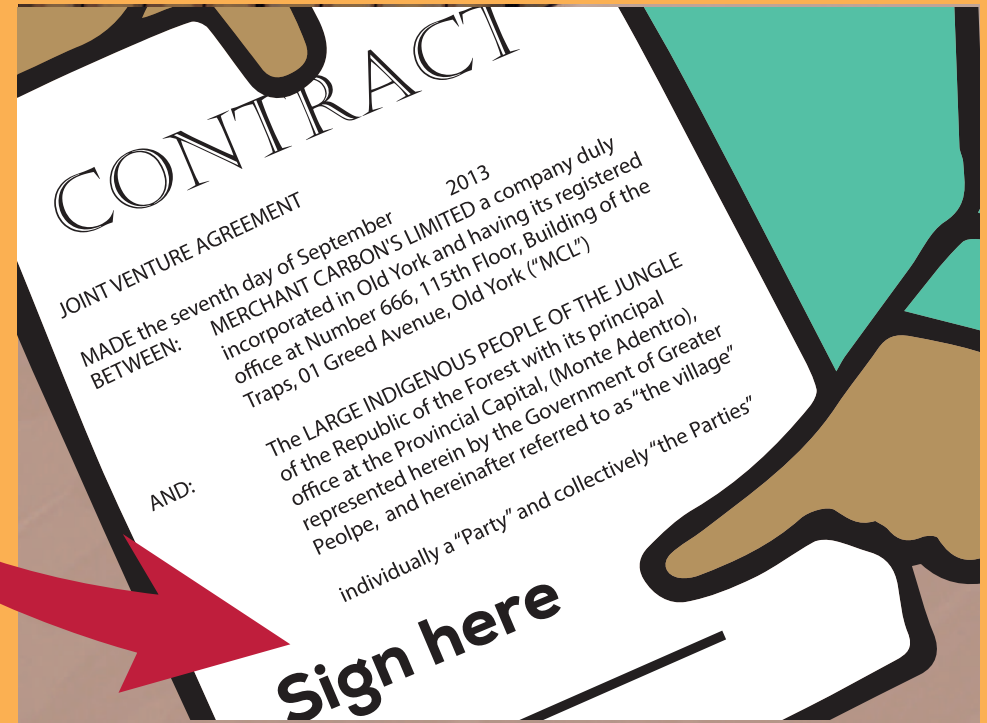 CONTRACT
JOINT VENTURE AGREEMENT
MADE the seventh day of September 2013
BETWEEN: MERCHANT CARBON'S LIMITED a company duly
incorporated in Old York and having its registered
office at Number 666, 115th Floor, Building of the
Traps, 01 Greed Avenue, Old York ("MCL")
AND: The LARGE INDIGENOUS PEOPLE OF THE JUNGLE
of the Republic of the Forest with its principal
office at the Provincial Capital, (Monte Adentro),
represented herein by the Government of Greater
Peolpe, and hereinafter referred to as "the village"
individually a "Party" and collectively "the Parties"
Sign here